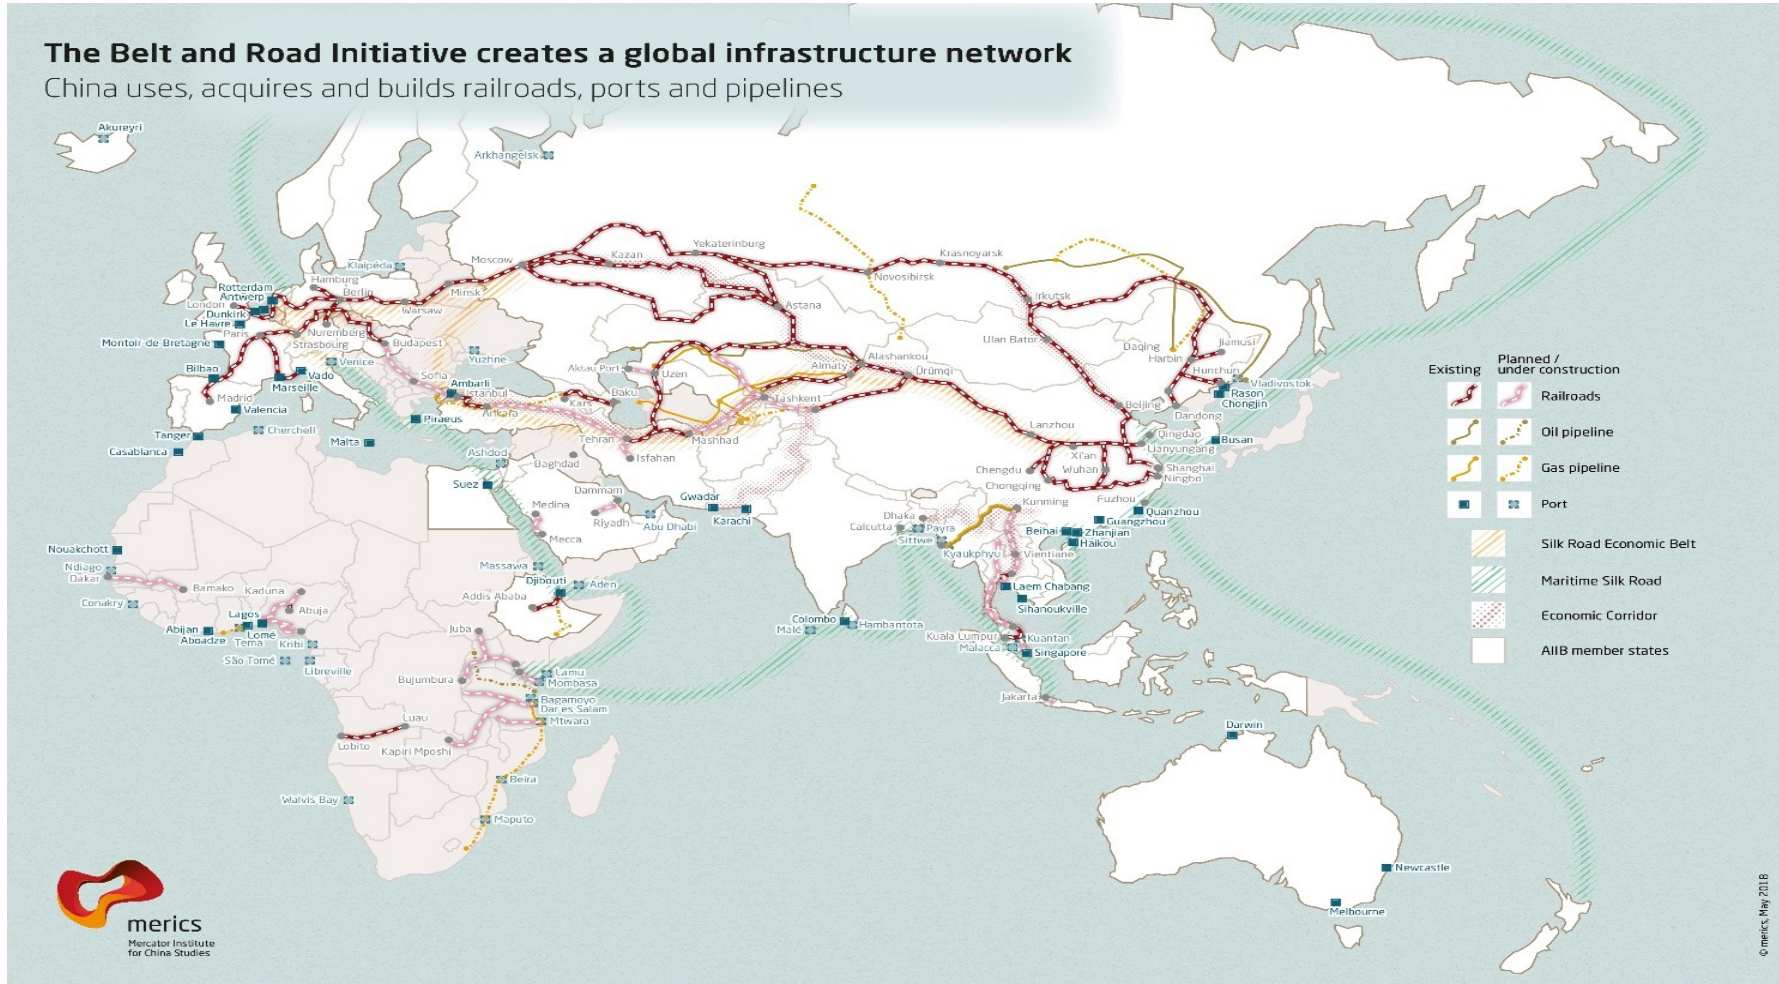 The Belt and Road Initiative creates a global infrastructure network
China uses, acquires and builds railroads, ports and pipelines
Akureyri
Arkhangelsk
Klaipėda
Moscow
Kazan
Yekaterinburg
Novosibirsk
Krasnoyarsk
Irkutsk
Ulan Bator
Astana
Minsk
Warsaw
Hamburg
Berlin
Rotterdam
Antwerp
London
Dunkirk
Le Havre
Paris
Nuremberg
Strasbourg
Budapest
Montoir de Bretagne
Venice
Yuzhne
Bilbao
Vado
Marseille
Madrid
Valencia
Sofia
Ambarli
Istanbul
Ankara
Kars
Baku
Piraeus
Aktau Port
Uzen
Almaty
Alashankou
Ürümqi
Tashkent
Tanger
Casablanca
Cherchell
Malta
Ashdod
Suez
Baghdad
Tehran
Isfahan
Mashhad
Daqing
Harbin
Jiamusi
Hunchun
Vladivostok
Rason
Chongjin
Dandong
Beijing
Busan
Qingdao
Lianyungang
Lanzhou
Xi'an
Wuhan
Chengdu
Chongqing
Shanghai
Ningbo
Fuzhou
Quanzhou
Guangzhou
Kunming
Beihai
Zhanjian
Haikou
Medina
Mecca
Dammam
Riyadh
Abu Dhabi
Gwadar
Karachi
Dhaka
Calcutta
Payra
Sittwe
Kyaukphyu
Vientiane
Laem Chabang
Sihanoukville
Kuala Lumpur
Kuantan
Malacca
Singapore
Jakarta
Colombo
Hambantota
Malé
Nouakchott
Ndiago
Dakar
Bamako
Conakry
Kaduna
Abuja
Lagos
Abijan
Aboadze
Tema
Lomé
Kribi
São Tomé
Libreville
Massawa
Djibouti
Aden
Addis Ababa
Juba
Lamu
Mombasa
Bujumbura
Bagamoyo
Dar es Salam
Mtwara
Luau
Lobito
Kapiri Mposhi
Beira
Walvis Bay
Maputo
Darwin
Newcastle
Melbourne
Existing
Planned /
under construction
Railroads
Oil pipeline
Gas pipeline
Port
Silk Road Economic Belt
Maritime Silk Road
Economic Corridor
AIIB member states
merics
Mercator Institute
for China Studies
© merics, May 2018